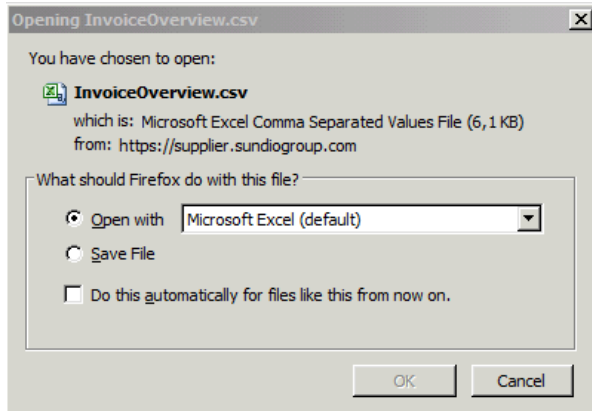 Opening InvoiceOverview.csv
You have chosen to open:
InvoiceOverview.csv
which is: Microsoft Excel Comma Separated Values File (6,1 KB)
from: https://supplier.sundiogroup.com
What should Firefox do with this file?
Open with Microsoft Excel (default)
Save File
Do this automatically for files like this from now on.
OK Cancel